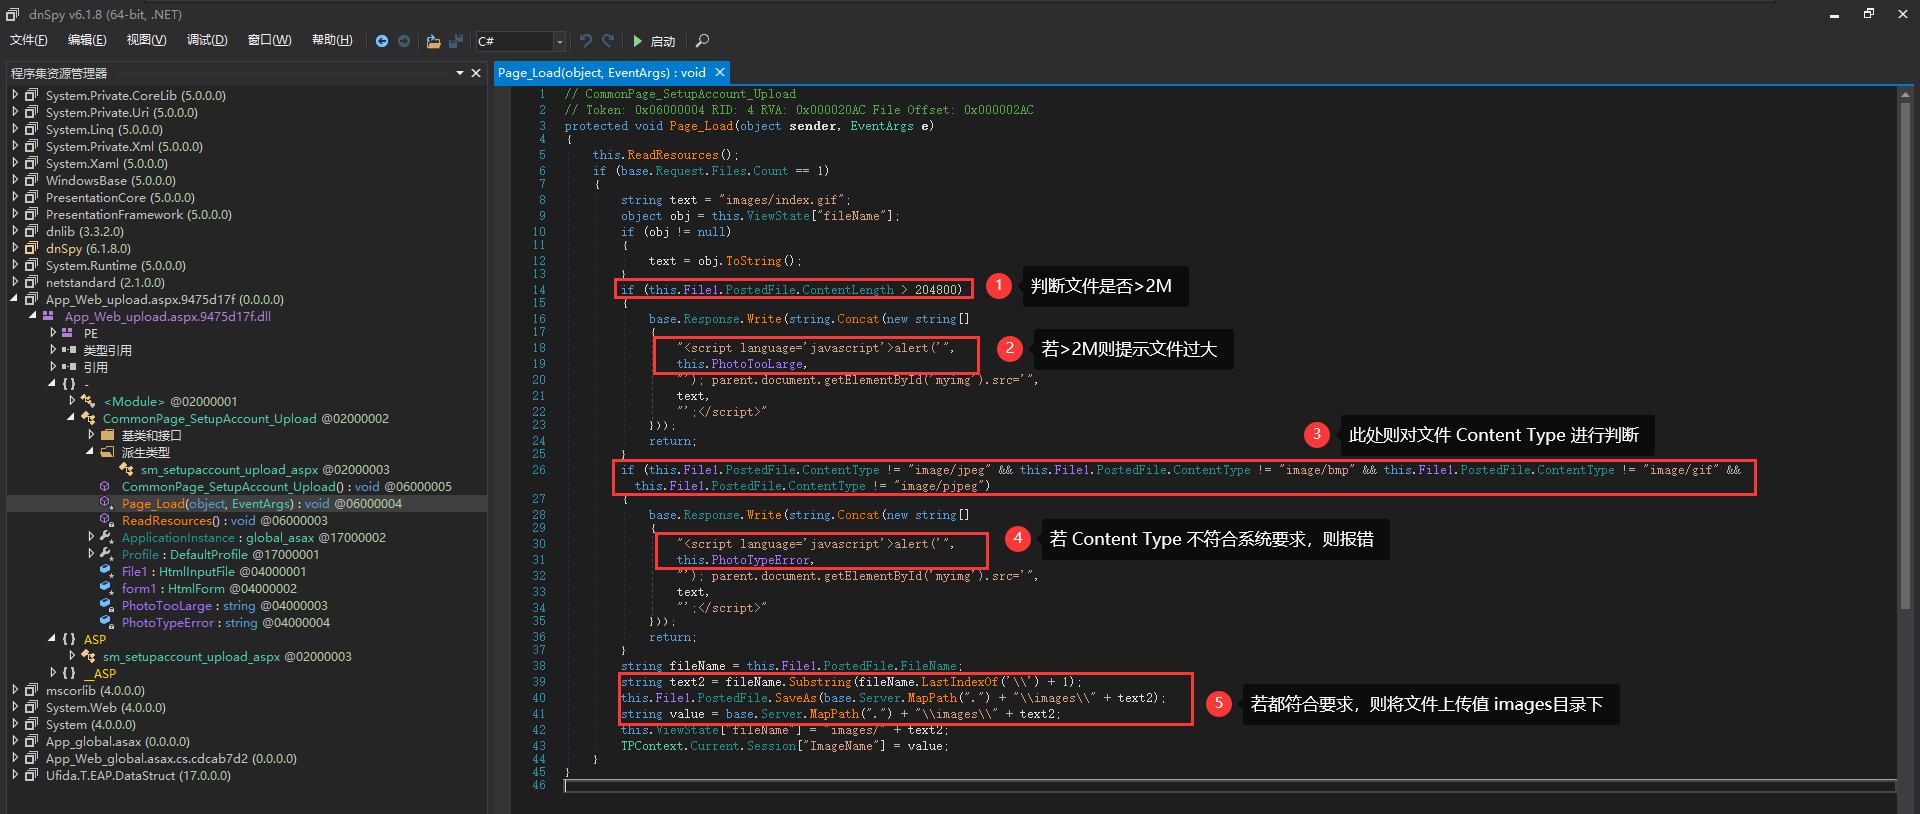 dnSpy v6.1.8 (64-bit, .NET)
文件(F) 编辑(E) 视图(V) 调试(D) 窗口(W) 帮助(H) C# 启动
程序集资源管理器
System.Private.CoreLib (5.0.0.0)
System.Private.Uri (5.0.0.0)
System.Linq (5.0.0.0)
System.Private.Xml (5.0.0.0)
System.Xaml (5.0.0.0)
WindowsBase (5.0.0.0)
PresentationCore (5.0.0.0)
PresentationFramework (5.0.0.0)
dnlib (3.3.2.0)
dnSpy (6.1.8.0)
System.Runtime (5.0.0.0)
netstandard (2.1.0.0)
App_Web_upload.aspx.9475d17f (0.0.0.0)
App_Web_upload.aspx.9475d17f.dll
PE
类型引用
引用
{} -
<Module> @02000001
CommonPage_SetupAccount_Upload @02000002
基类和接口
派生类型
sm_setupaccount_upload_aspx @02000003
CommonPage_SetupAccount_Upload() : void @06000005
Page_Load(object, EventArgs) : void @06000004
ReadResources() : void @06000003
ApplicationInstance : global_asax @17000002
Profile : DefaultProfile @17000001
File1 : HtmlInputFile @04000001
form1 : HtmlForm @04000002
PhotoTooLarge : string @04000003
PhotoTypeError : string @04000004
{} ASP
sm_setupaccount_upload_aspx @02000003
{} __ASP
mscorlib (4.0.0.0)
System.Web (4.0.0.0)
System (4.0.0.0)
App_global.asax (0.0.0.0)
App_Web_global.asax.cs.cdcab7d2 (0.0.0.0)
Ufida.T.EAP.DataStruct (17.0.0.0)
Page_Load(object, EventArgs) : void
1 // CommonPage_SetupAccount_Upload
2 // Token: 0x06000004 RID: 4 RVA: 0x000020AC File Offset: 0x000002AC
3 protected void Page_Load(object sender, EventArgs e)
4 {
5 this.ReadResources();
6 if (base.Request.Files.Count == 1)
7 {
8 string text = "images/index.gif";
9 object obj = this.ViewState["fileName"];
10 if (obj != null)
11 {
12 text = obj.ToString();
13 }
14 if (this.File1.PostedFile.ContentLength > 204800)
1 判断文件是否>2M
15 {
16 base.Response.Write(string.Concat(new string[]
17 {
18 "<script language='javascript'>alert('",
2 若>2M则提示文件过大
19 this.PhotoTooLarge,
20 "'); parent.document.getElementById('myimg').src='",
21 text,
22 "';</script>"
23 }));
24 return;
3 此处则对文件 Content Type 进行判断
25 }
26 if (this.File1.PostedFile.ContentType != "image/jpeg" && this.File1.PostedFile.ContentType != "image/bmp" && this.File1.PostedFile.ContentType != "image/gif" &&
this.File1.PostedFile.ContentType != "image/pjpeg")
27 {
28 base.Response.Write(string.Concat(new string[]
29 {
30 "<script language='javascript'>alert('",
4 若 Content Type 不符合系统要求，则报错
31 this.PhotoTypeError,
32 "'); parent.document.getElementById('myimg').src='",
33 text,
34 "';</script>"
35 }));
36 return;
37 }
38 string fileName = this.File1.PostedFile.FileName;
39 string text2 = fileName.Substring(fileName.LastIndexOf('\\') + 1);
40 this.File1.PostedFile.SaveAs(base.Server.MapPath(".") + "\\images\\" + text2);
5 若都符合要求，则将文件上传值 images目录下
41 string value = base.Server.MapPath(".") + "\\images\\" + text2;
42 this.ViewState["fileName"] = "images/" + text2;
43 TPContext.Current.Session["ImageName"] = value;
44 }
45 }
46